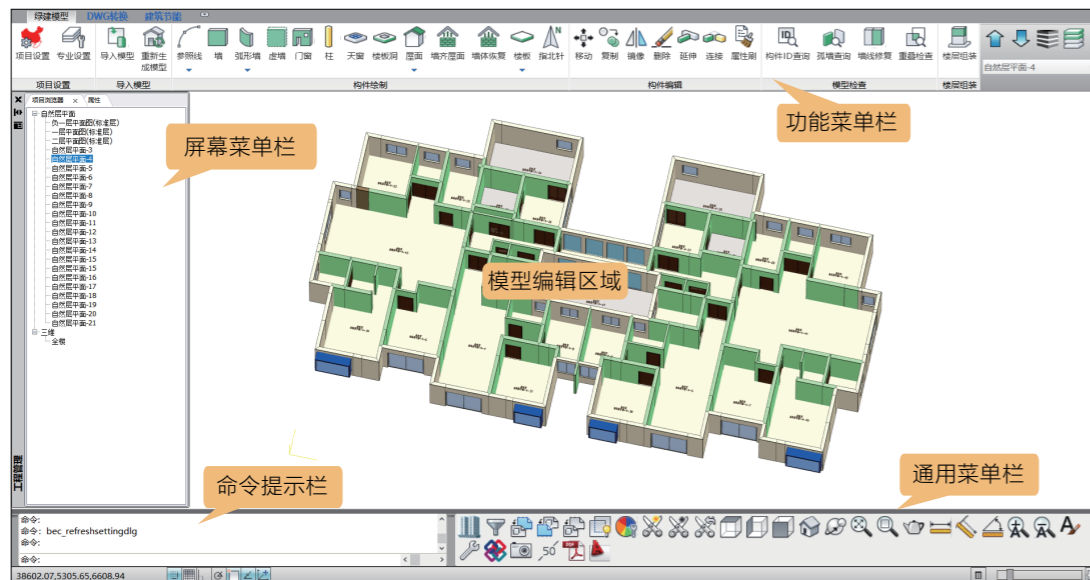 绿建模型 DWG转换 建筑节能
项目设置 专业设置 导入模型 重新生成模型 参照线 墙 弧形墙 虚墙 门窗 柱 天窗 楼板洞 屋面 墙齐屋面 墙体恢复 楼板 指北针 移动 复制 镜像 删除 延伸 连接 属性刷 构件ID查询 孤墙查询 墙线修复 重叠检查 楼层组装
自然层平面-4
项目设置 导入模型 构件绘制 构件编辑 模型检查 楼层组装
项目浏览器 × 属性
自然层平面
负一层平面图(标准层)
一层平面图(标准层)
二层平面图(标准层)
自然层平面-3
自然层平面-4
自然层平面-5
自然层平面-6
自然层平面-7
自然层平面-8
自然层平面-9
自然层平面-10
自然层平面-11
自然层平面-12
自然层平面-13
自然层平面-14
自然层平面-15
自然层平面-15
自然层平面-16
自然层平面-17
自然层平面-18
自然层平面-19
自然层平面-20
自然层平面-21
三维
全楼
工程管理
功能菜单栏
屏幕菜单栏
模型编辑区域
命令提示栏
通用菜单栏
命令:
命令: bec_refreshsettingdlg
命令:
命令:
50
PDF
38602.07,5305.65,6608.94